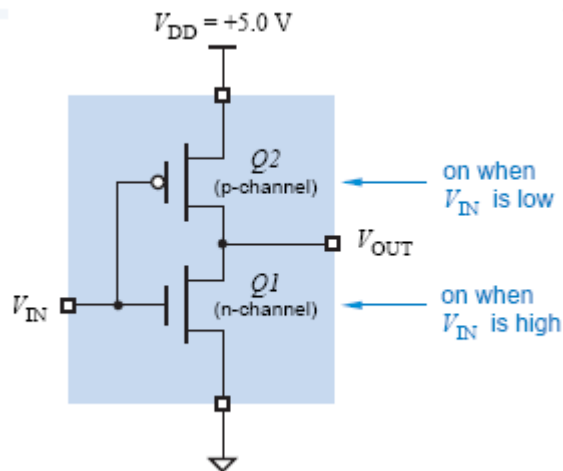 VDD = +5.0 V
Q2
(p-channel)
on when
VIN is low
VOUT
VIN
Q1
(n-channel)
on when
VIN is high